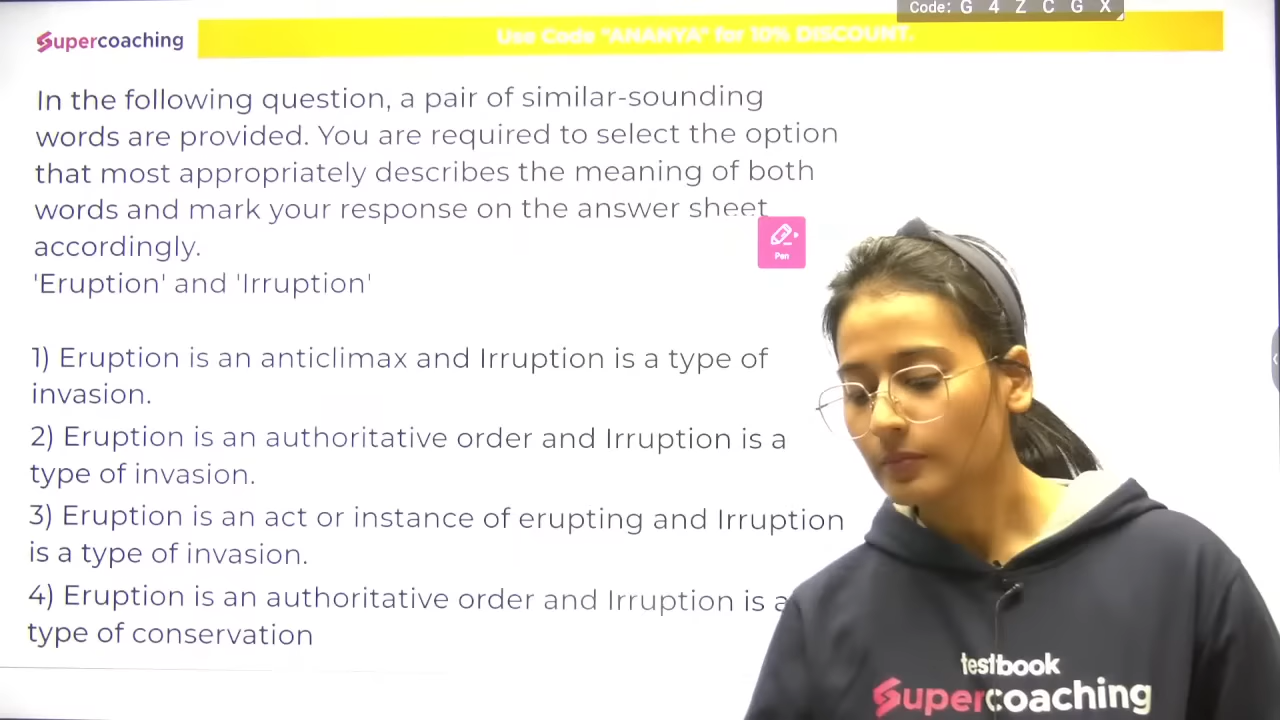 Code: G 4 Z C G X
Supercoaching
Use Code "ANANYA" for 10% DISCOUNT.
In the following question, a pair of similar-sounding
words are provided. You are required to select the option
that most appropriately describes the meaning of both
words and mark your response on the answer sheet
accordingly.
'Eruption' and 'Irruption'
Pen
1) Eruption is an anticlimax and Irruption is a type of
invasion.
2) Eruption is an authoritative order and Irruption is a
type of invasion.
3) Eruption is an act or instance of erupting and Irruption
is a type of invasion.
4) Eruption is an authoritative order and Irruption is a
type of conservation
testbook
Supercoaching